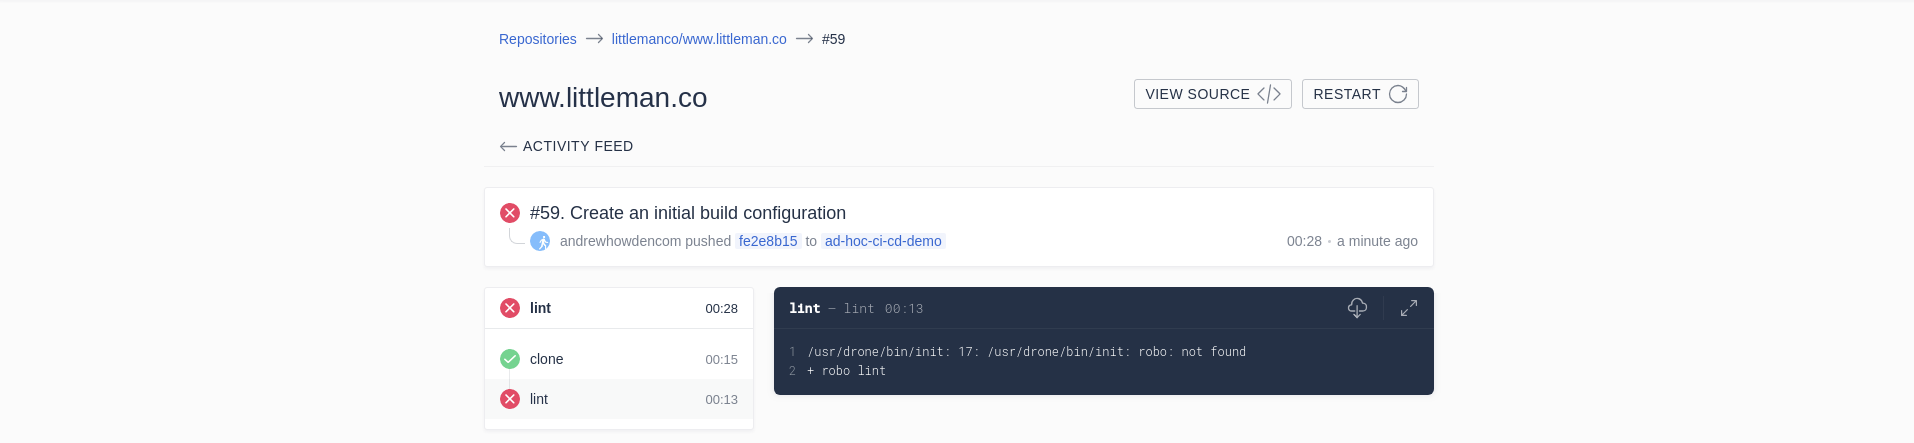 Repositories → littlemanco/www.littleman.co → #59
www.littleman.co
VIEW SOURCE </> RESTART
← ACTIVITY FEED
#59. Create an initial build configuration
andrewhowdencom pushed fe2e8b15 to ad-hoc-ci-cd-demo 00:28 • a minute ago
lint 00:28
clone 00:15
lint 00:13
lint — lint 00:13
1 /usr/drone/bin/init: 17: /usr/drone/bin/init: robo: not found
2 + robo lint